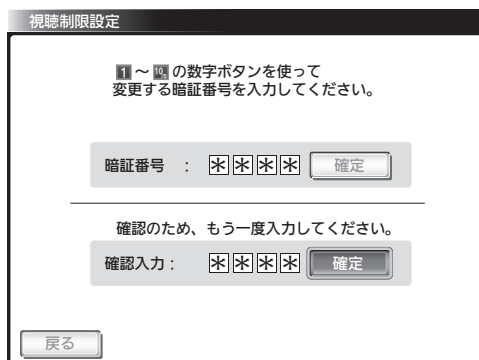 視聴制限設定
1 ~ 10 の数字ボタンを使って
変更する暗証番号を入力してください。
暗証番号 : ＊＊＊＊ 確定
確認のため、もう一度入力してください。
確認入力 : ＊＊＊＊ 確定
戻る